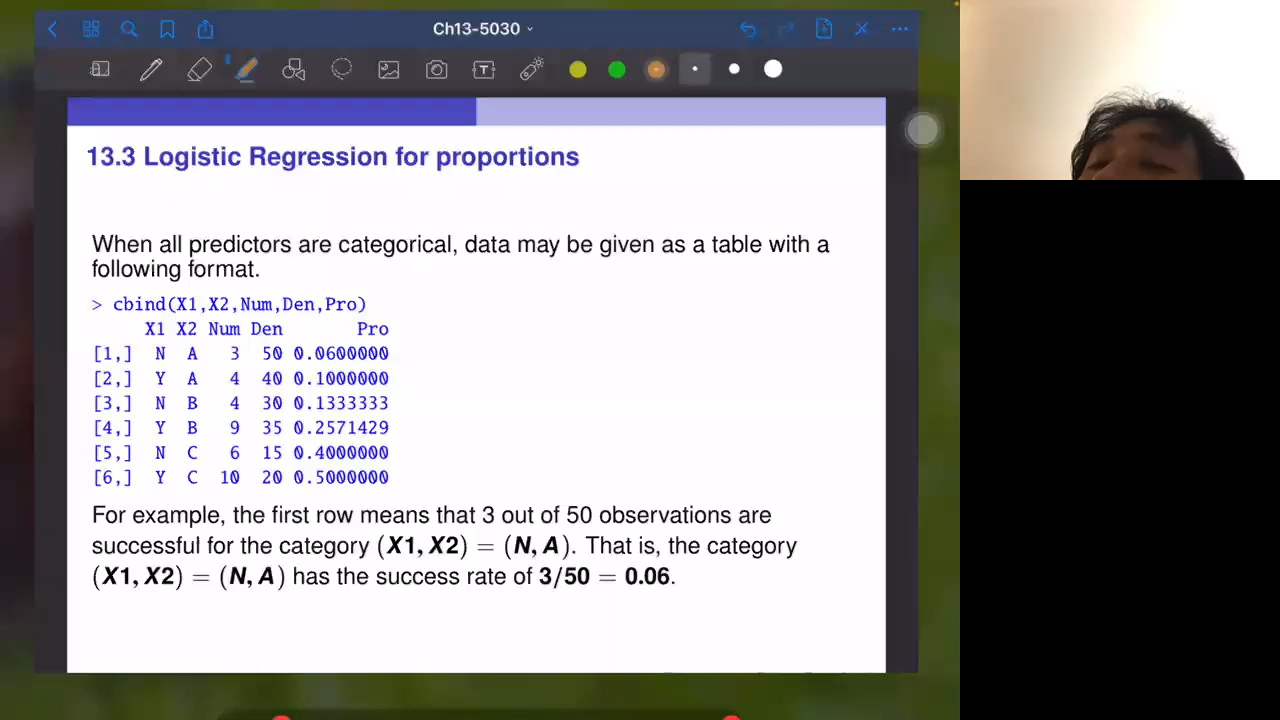 Ch13-5030
13.3 Logistic Regression for proportions
When all predictors are categorical, data may be given as a table with a
following format.
> cbind(X1,X2,Num,Den,Pro)
X1 X2 Num Den Pro
[1,] N A 3 50 0.0600000
[2,] Y A 4 40 0.1000000
[3,] N B 4 30 0.1333333
[4,] Y B 9 35 0.2571429
[5,] N C 6 15 0.4000000
[6,] Y C 10 20 0.5000000
For example, the first row means that 3 out of 50 observations are
successful for the category (X1, X2) = (N, A). That is, the category
(X1, X2) = (N, A) has the success rate of 3/50 = 0.06.